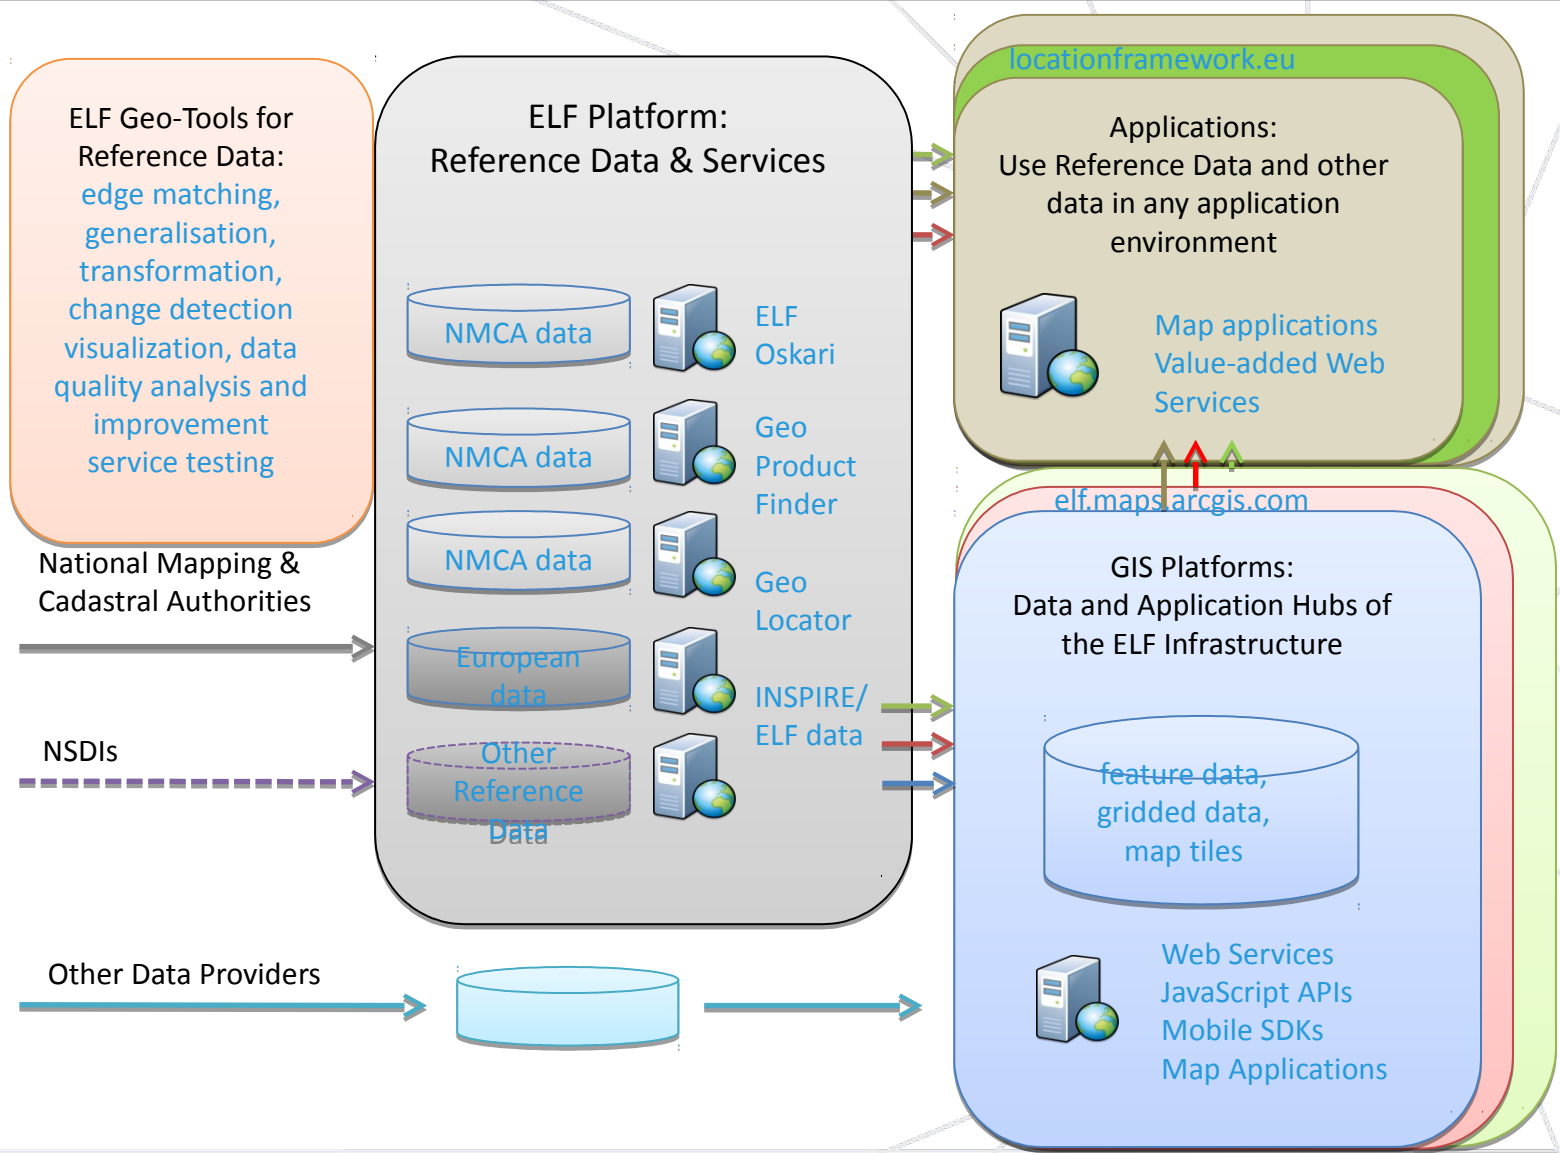 ELF Geo-Tools for
Reference Data:
edge matching,
generalisation,
transformation,
change detection
visualization, data
quality analysis and
improvement
service testing
National Mapping &
Cadastral Authorities
NSDIs
Other Data Providers
ELF Platform:
Reference Data & Services
NMCA data
NMCA data
NMCA data
European
data
Other
Reference
Data
ELF
Oskari
Geo
Product
Finder
Geo
Locator
INSPIRE/
ELF data
locationframework.eu
Applications:
Use Reference Data and other
data in any application
environment
Map applications
Value-added Web
Services
elf.maps.arcgis.com
GIS Platforms:
Data and Application Hubs of
the ELF Infrastructure
feature data,
gridded data,
map tiles
Web Services
JavaScript APIs
Mobile SDKs
Map Applications